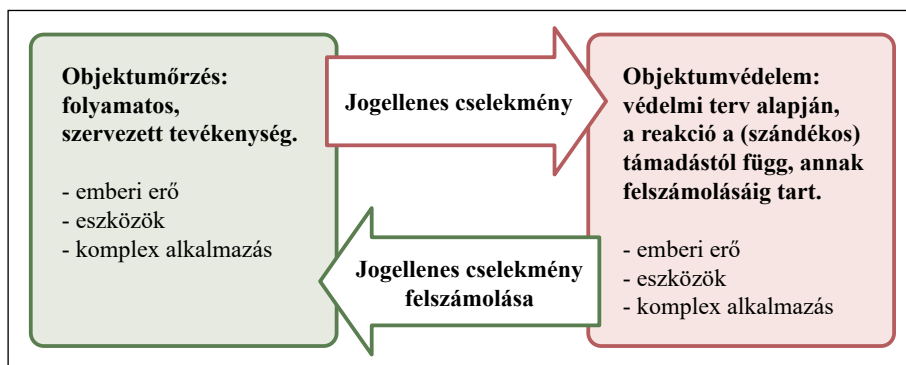 Objektumőrzés:
folyamatos,
szervezett tevékenység.
- emberi erő
- eszközök
- komplex alkalmazás
Jogellenes cselekmény
Objektumvédelem:
védelmi terv alapján,
a reakció a (szándékos)
támadástól függ, annak
felszámolásáig tart.
- emberi erő
- eszközök
- komplex alkalmazás
Jogellenes cselekmény
felszámolása